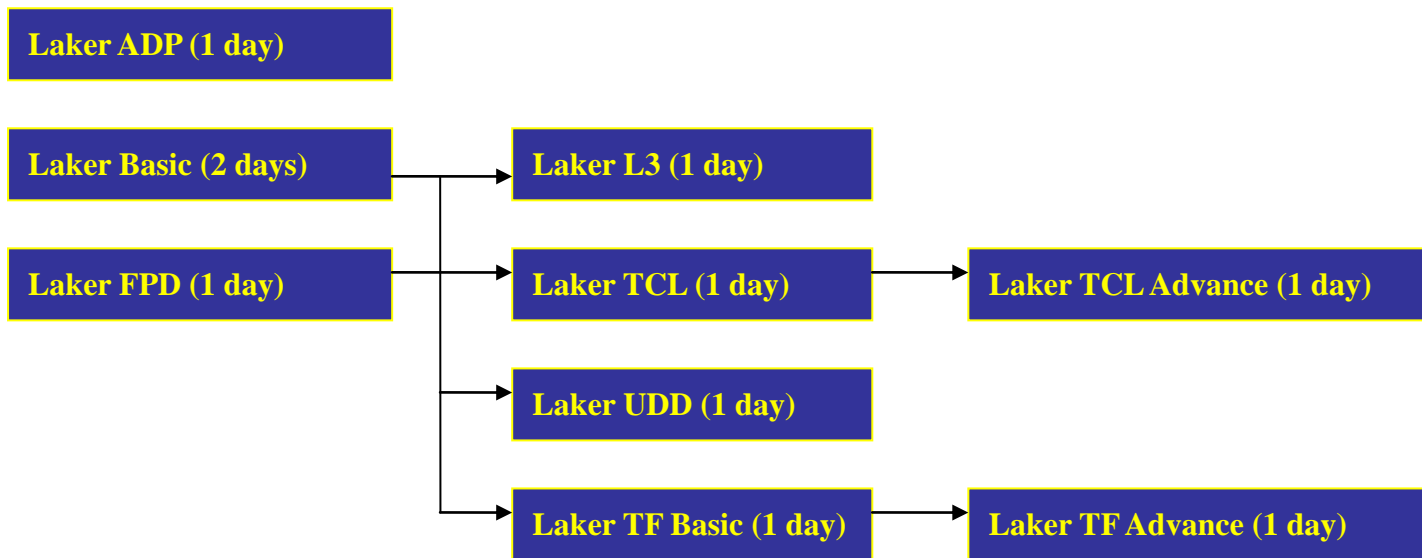 Laker ADP (1 day)
Laker Basic (2 days)
Laker L3 (1 day)
Laker FPD (1 day)
Laker TCL (1 day)
Laker TCL Advance (1 day)
Laker UDD (1 day)
Laker TF Basic (1 day)
Laker TF Advance (1 day)